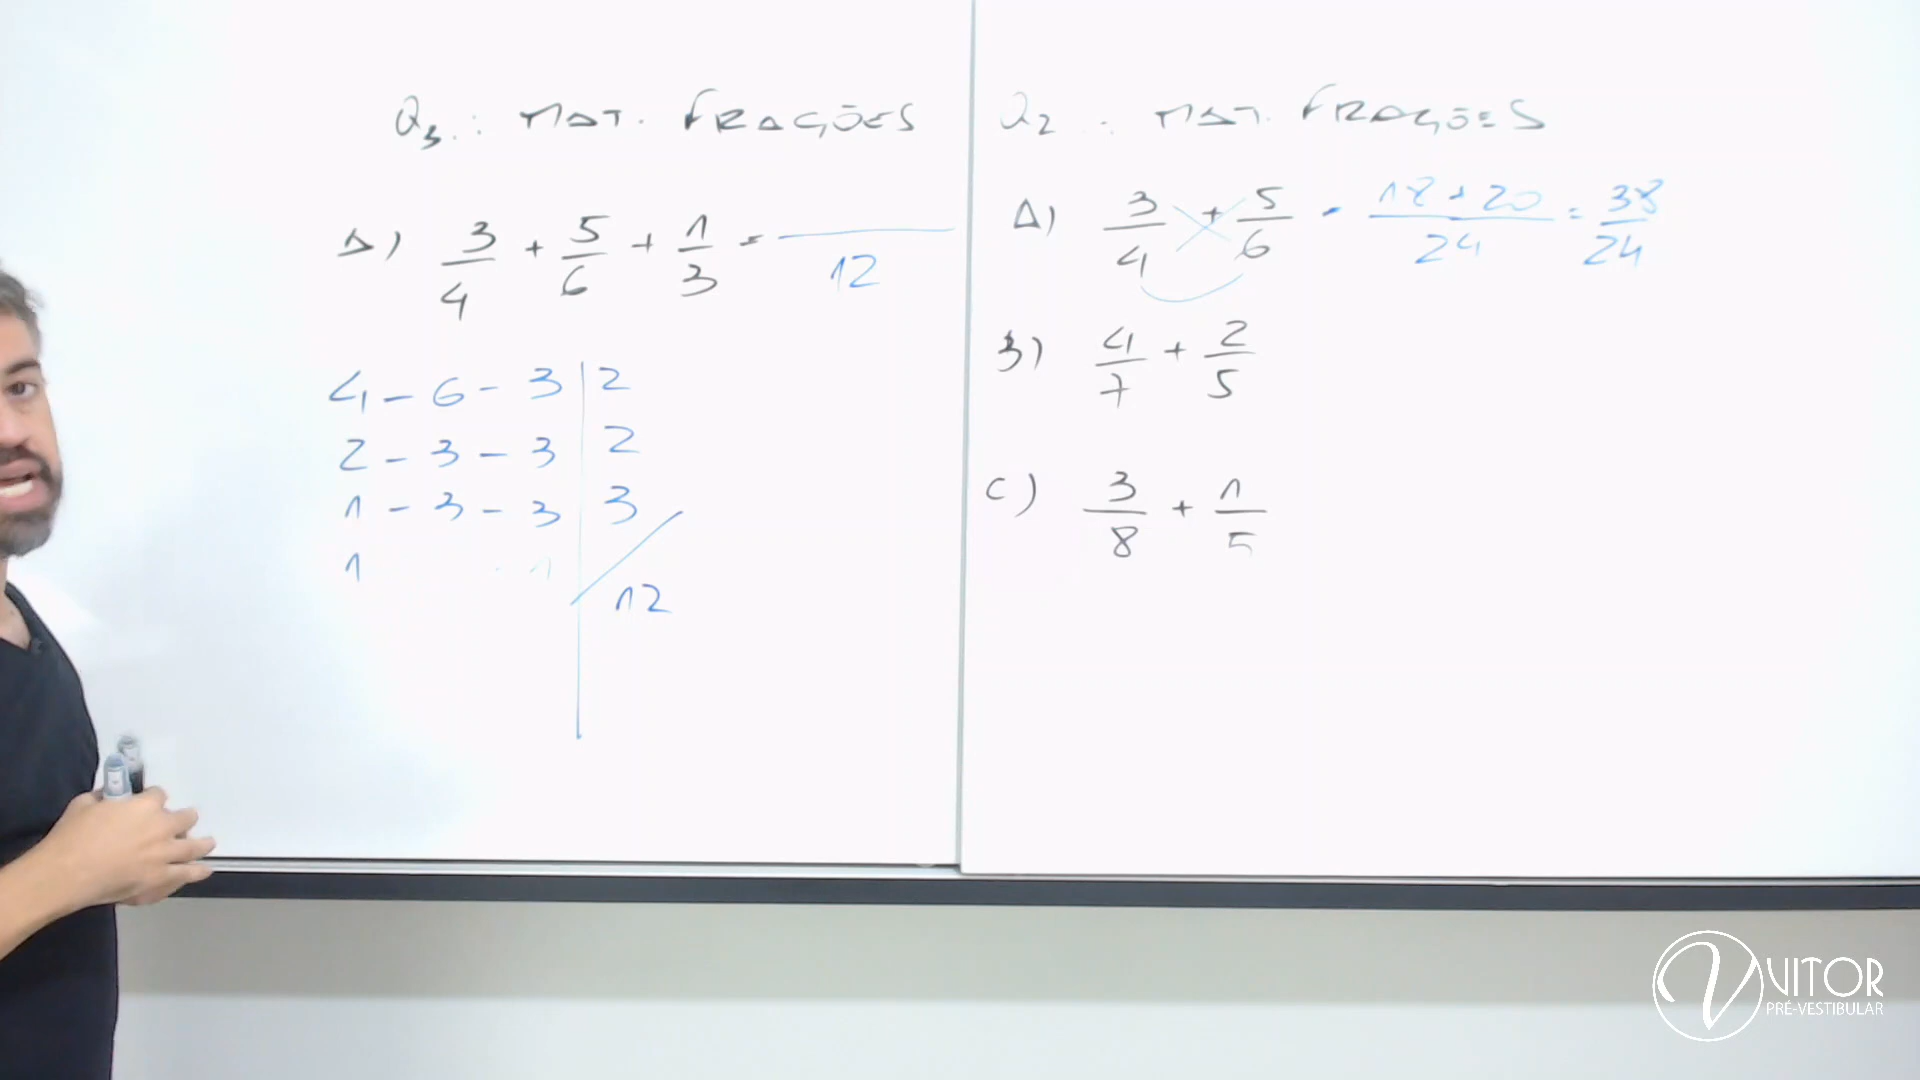 Q3 : MAT. FRAÇÕES
A) 3/4 + 5/6 + 1/3 = /12
4 - 6 - 3 | 2
2 - 3 - 3 | 2
1 - 3 - 3 | 3
1 - 1
12
Q2 : MAT. FRAÇÕES
A) 3/4 + 5/6 = 18 + 20/24 = 38/24
B) 4/7 + 2/5
C) 3/8 + 1/5
VITOR
PRÉ-VESTIBULAR